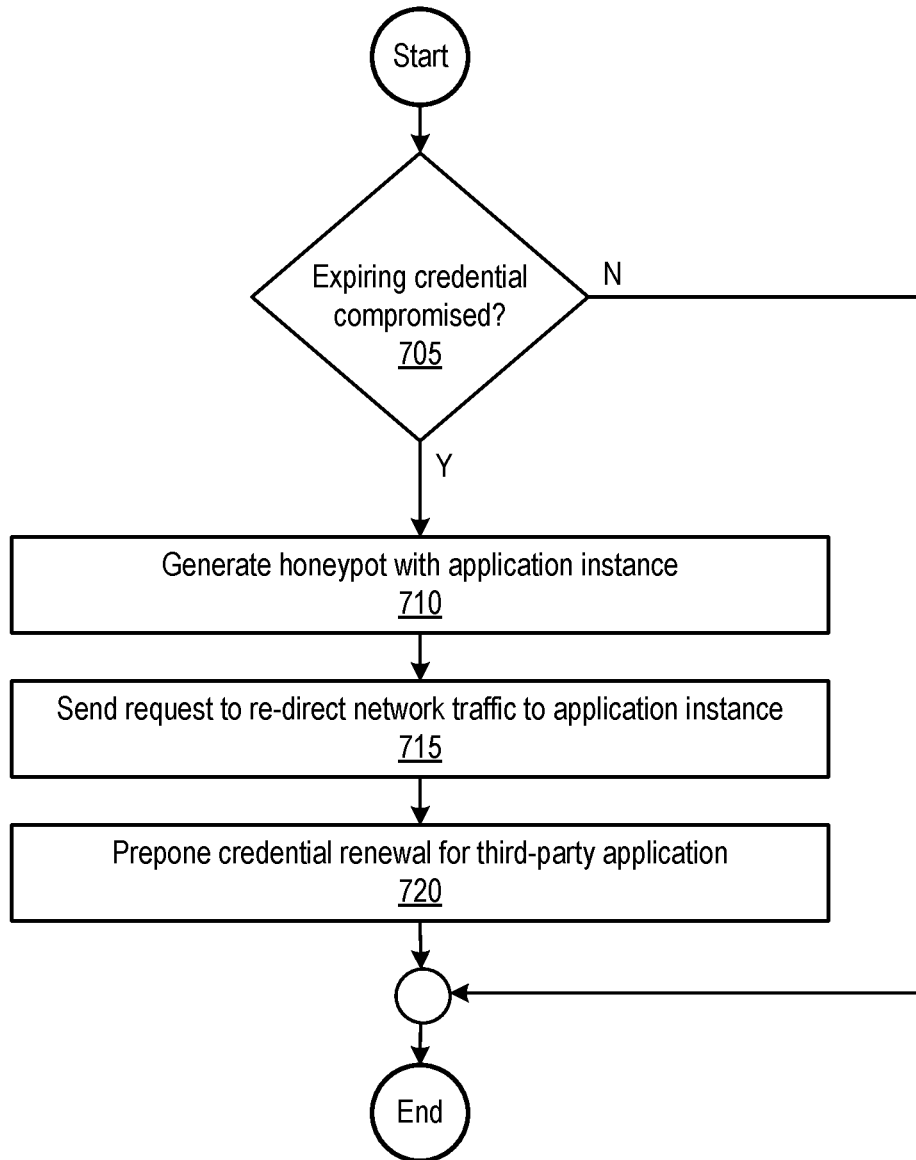 Start
Expiring credential
compromised?
705
N
Y
Generate honeypot with application instance
710
Send request to re-direct network traffic to application instance
715
Prepone credential renewal for third-party application
720
End